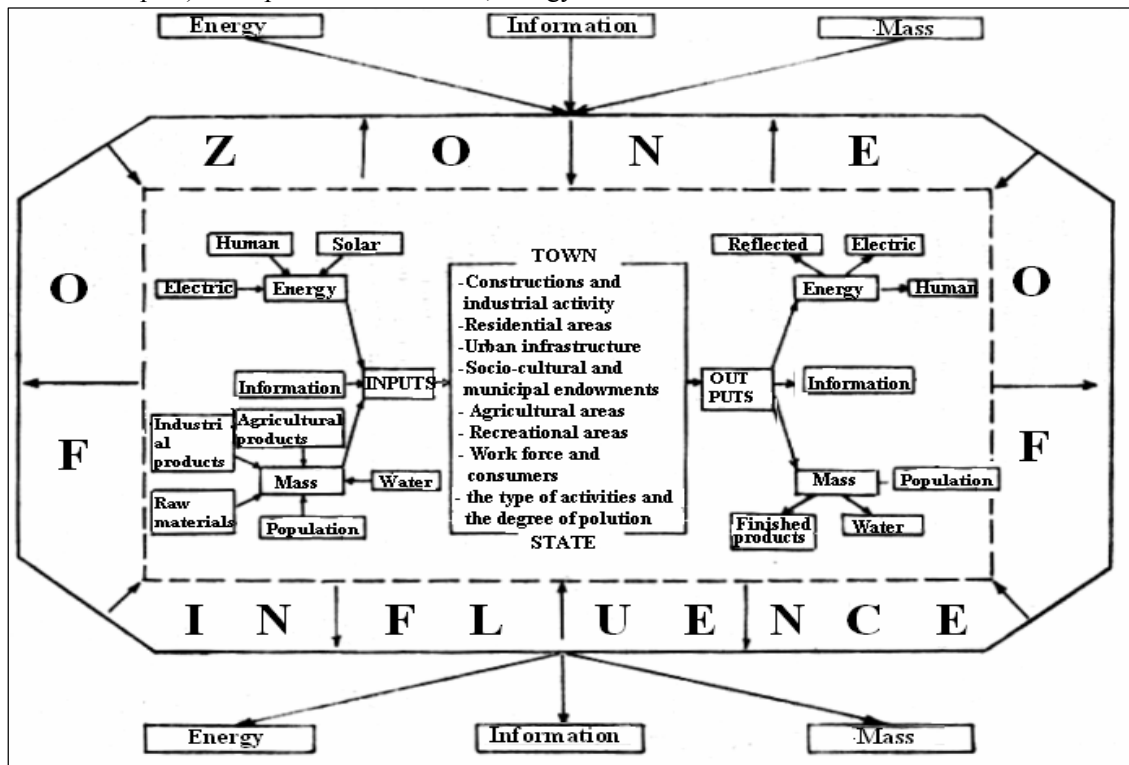 Energy
Information
Mass
Z O N E
O F
O F
Human
Solar
Electric
Energy
Information
INPUTS
Industri
al
products
Agricultural
products
Mass
Water
Raw
materials
Population
TOWN
-Constructions and
industrial activity
-Residential areas
-Urban infrastructure
-Socio-cultural and
municipal endowments
- Agricultural areas
- Recreational areas
- Work force and
consumers
- the type of activities and
the degree of polution
STATE
OUT
PUTS
Reflected
Electric
Energy
Human
Information
Mass
Population
Finished
products
Water
I N F L U E N C E
Energy
Information
Mass